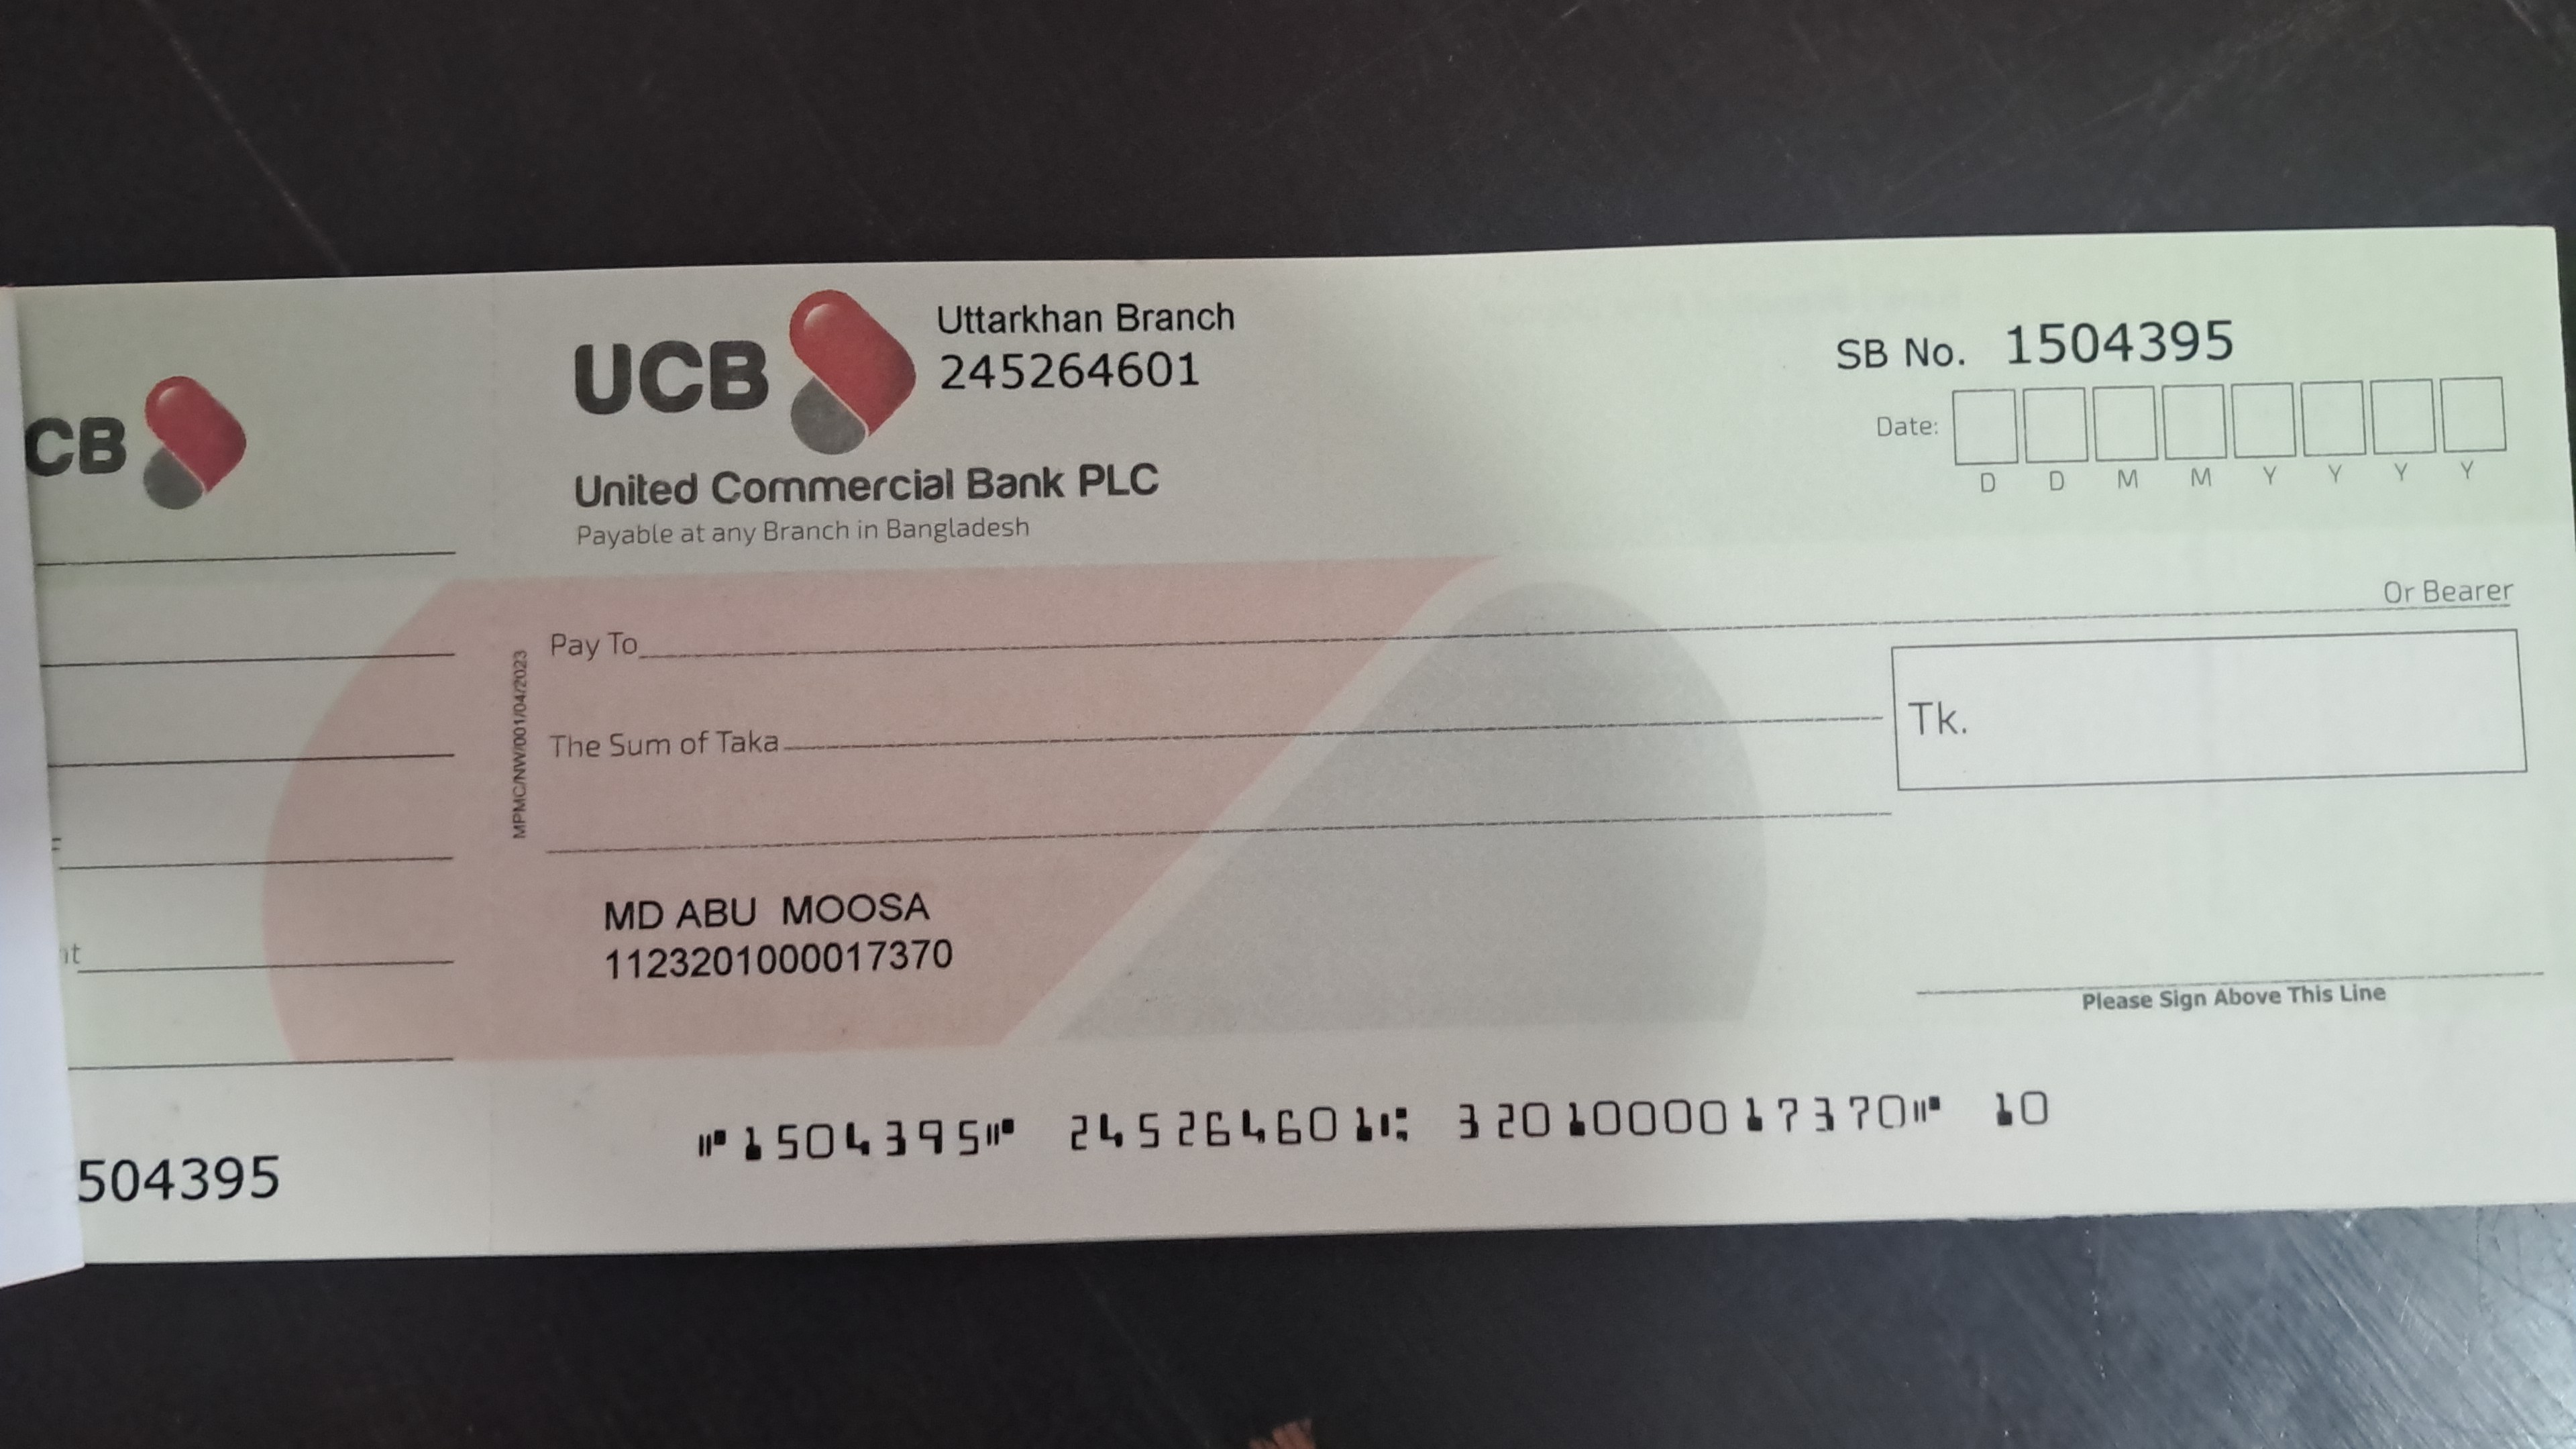 CB
504395
UCB
Uttarkhan Branch
245264601
SB No. 1504395
United Commercial Bank PLC
Payable at any Branch in Bangladesh
Date:
D D M M Y Y Y Y
Pay To
Or Bearer
The Sum of Taka
Tk.
MPMC/NW/001/04/2023
MD ABU MOOSA
1123201000017370
Please Sign Above This Line
⑈1504395⑈ 245264601⑆ 3201000017370⑈ 10